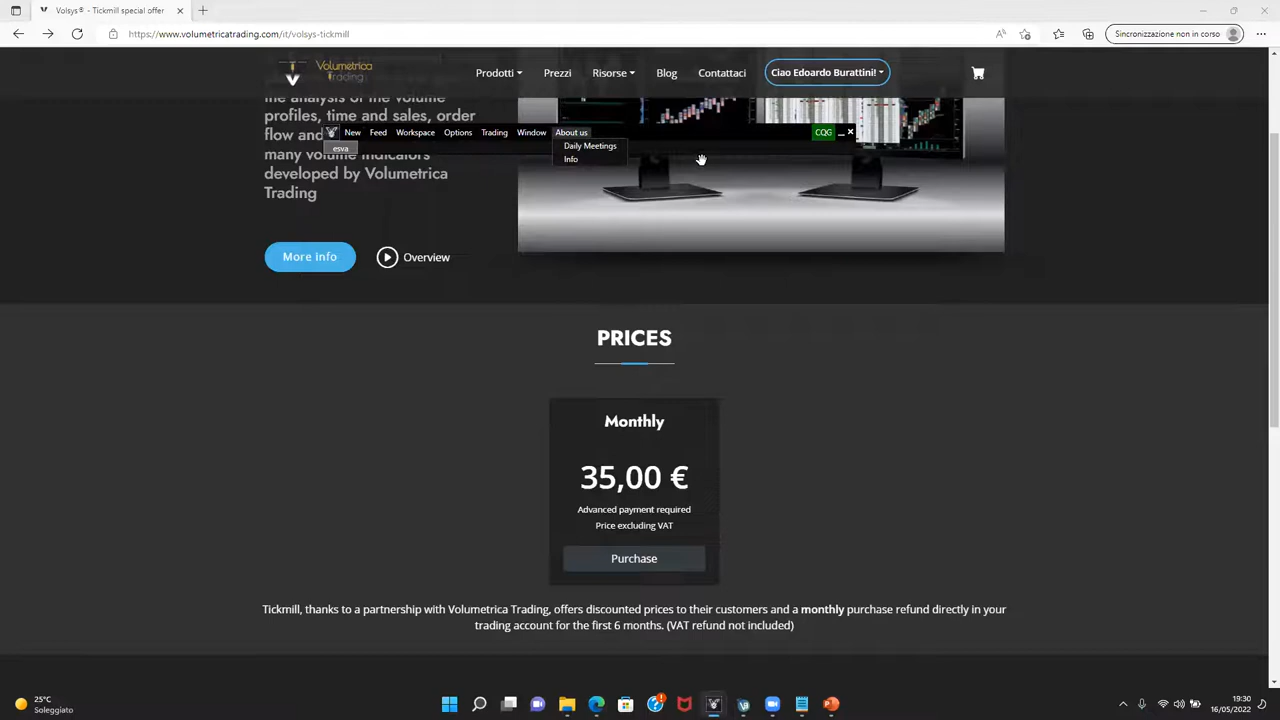 Volsys® - Tickmill special offer
https://www.volumetricatrading.com/it/volsys-tickmill
Sincronizzazione non in corso
Volumetrica
Trading
Prodotti
Prezzi
Risorse
Blog
Contattaci
Ciao Edoardo Burattini!
the analysis of the volume
profiles, time and sales, order
flow and
many volume indicators
developed by Volumetrica
Trading
New
Feed
Workspace
Options
Trading
Window
About us
CQG
esva
Daily Meetings
Info
More info
Overview
PRICES
Monthly
35,00 €
Advanced payment required
Price excluding VAT
Purchase
Tickmill, thanks to a partnership with Volumetrica Trading, offers discounted prices to their customers and a monthly purchase refund directly in your
trading account for the first 6 months. (VAT refund not included)
25°C
Soleggiato
19:30
16/05/2022